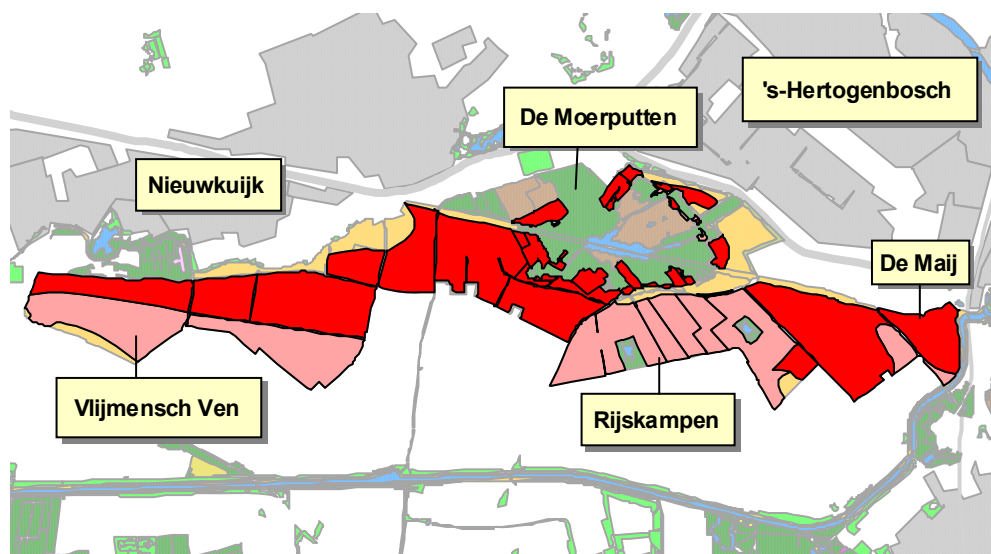 's-Hertogenbosch
De Moerputten
Nieuwkuijk
De Maij
Vlijmensch Ven
Rijskampen